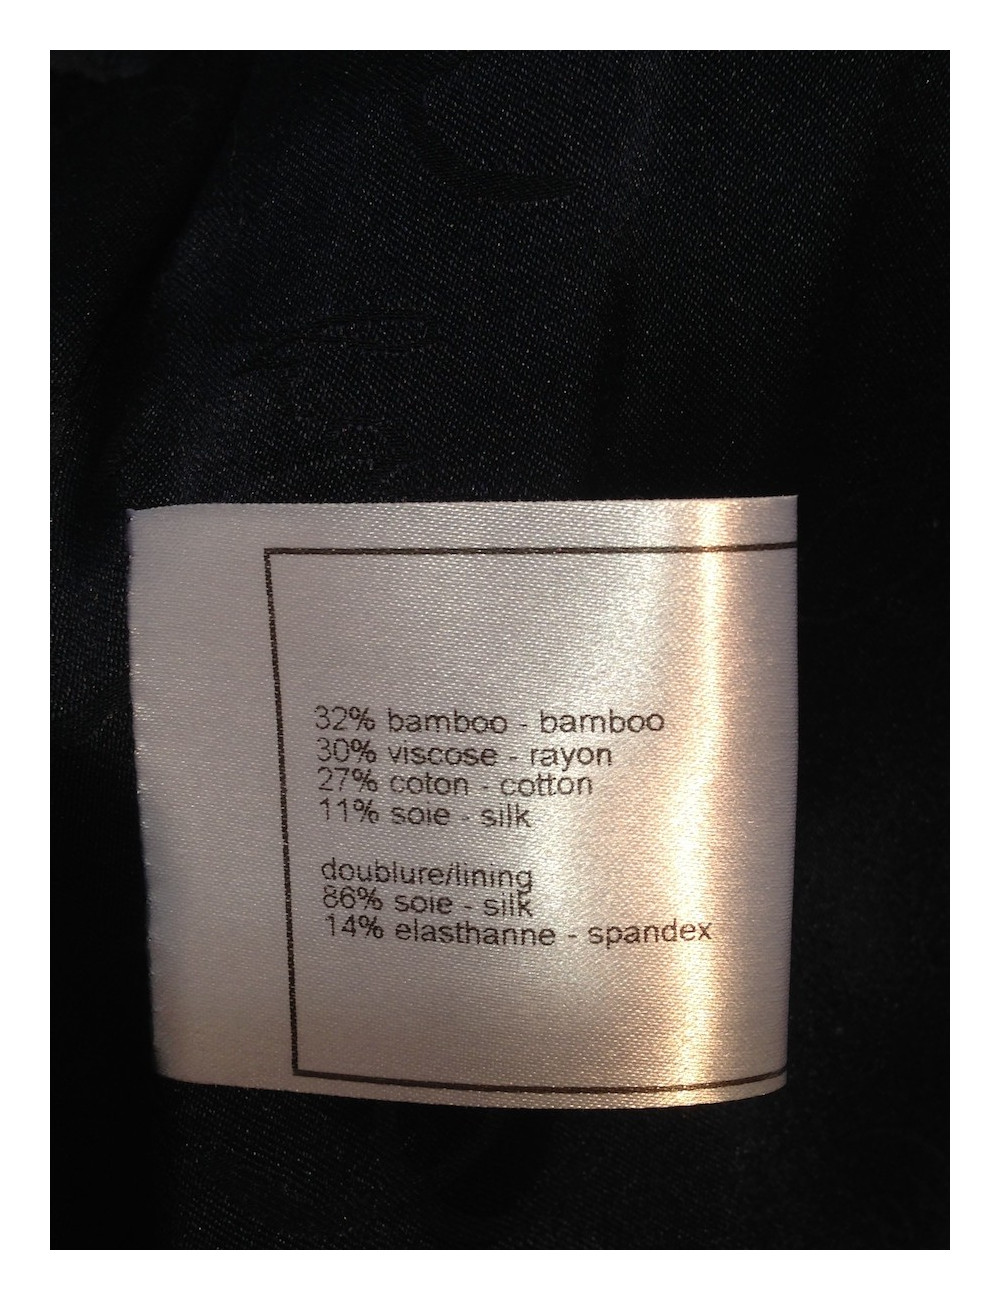 32% bamboo - bamboo
30% viscose - rayon
27% coton - cotton
11% soie - silk
doublure/lining
86% soie - silk
14% elasthanne - spandex